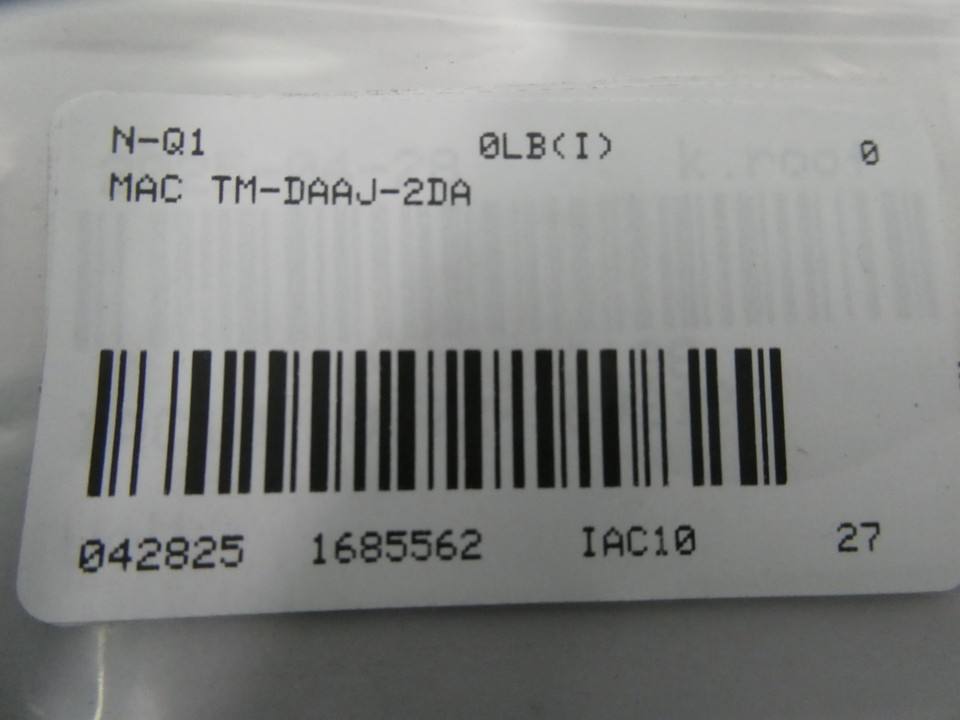 N-Q1 0LB(I) 0
MAC TM-DAAJ-2DA
042825 1685562 IAC10 27